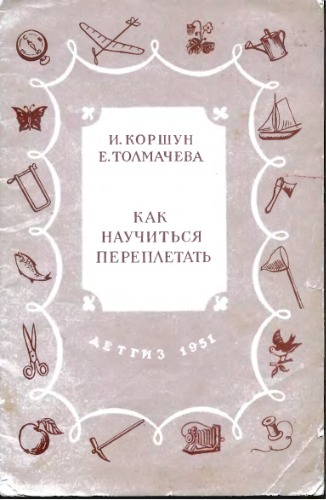 И. КОРШУН
Е. ТОЛМАЧЕВА
КАК
НАУЧИТЬСЯ
ПЕРЕПЛЕТАТЬ
ДЕТГИЗ 1951